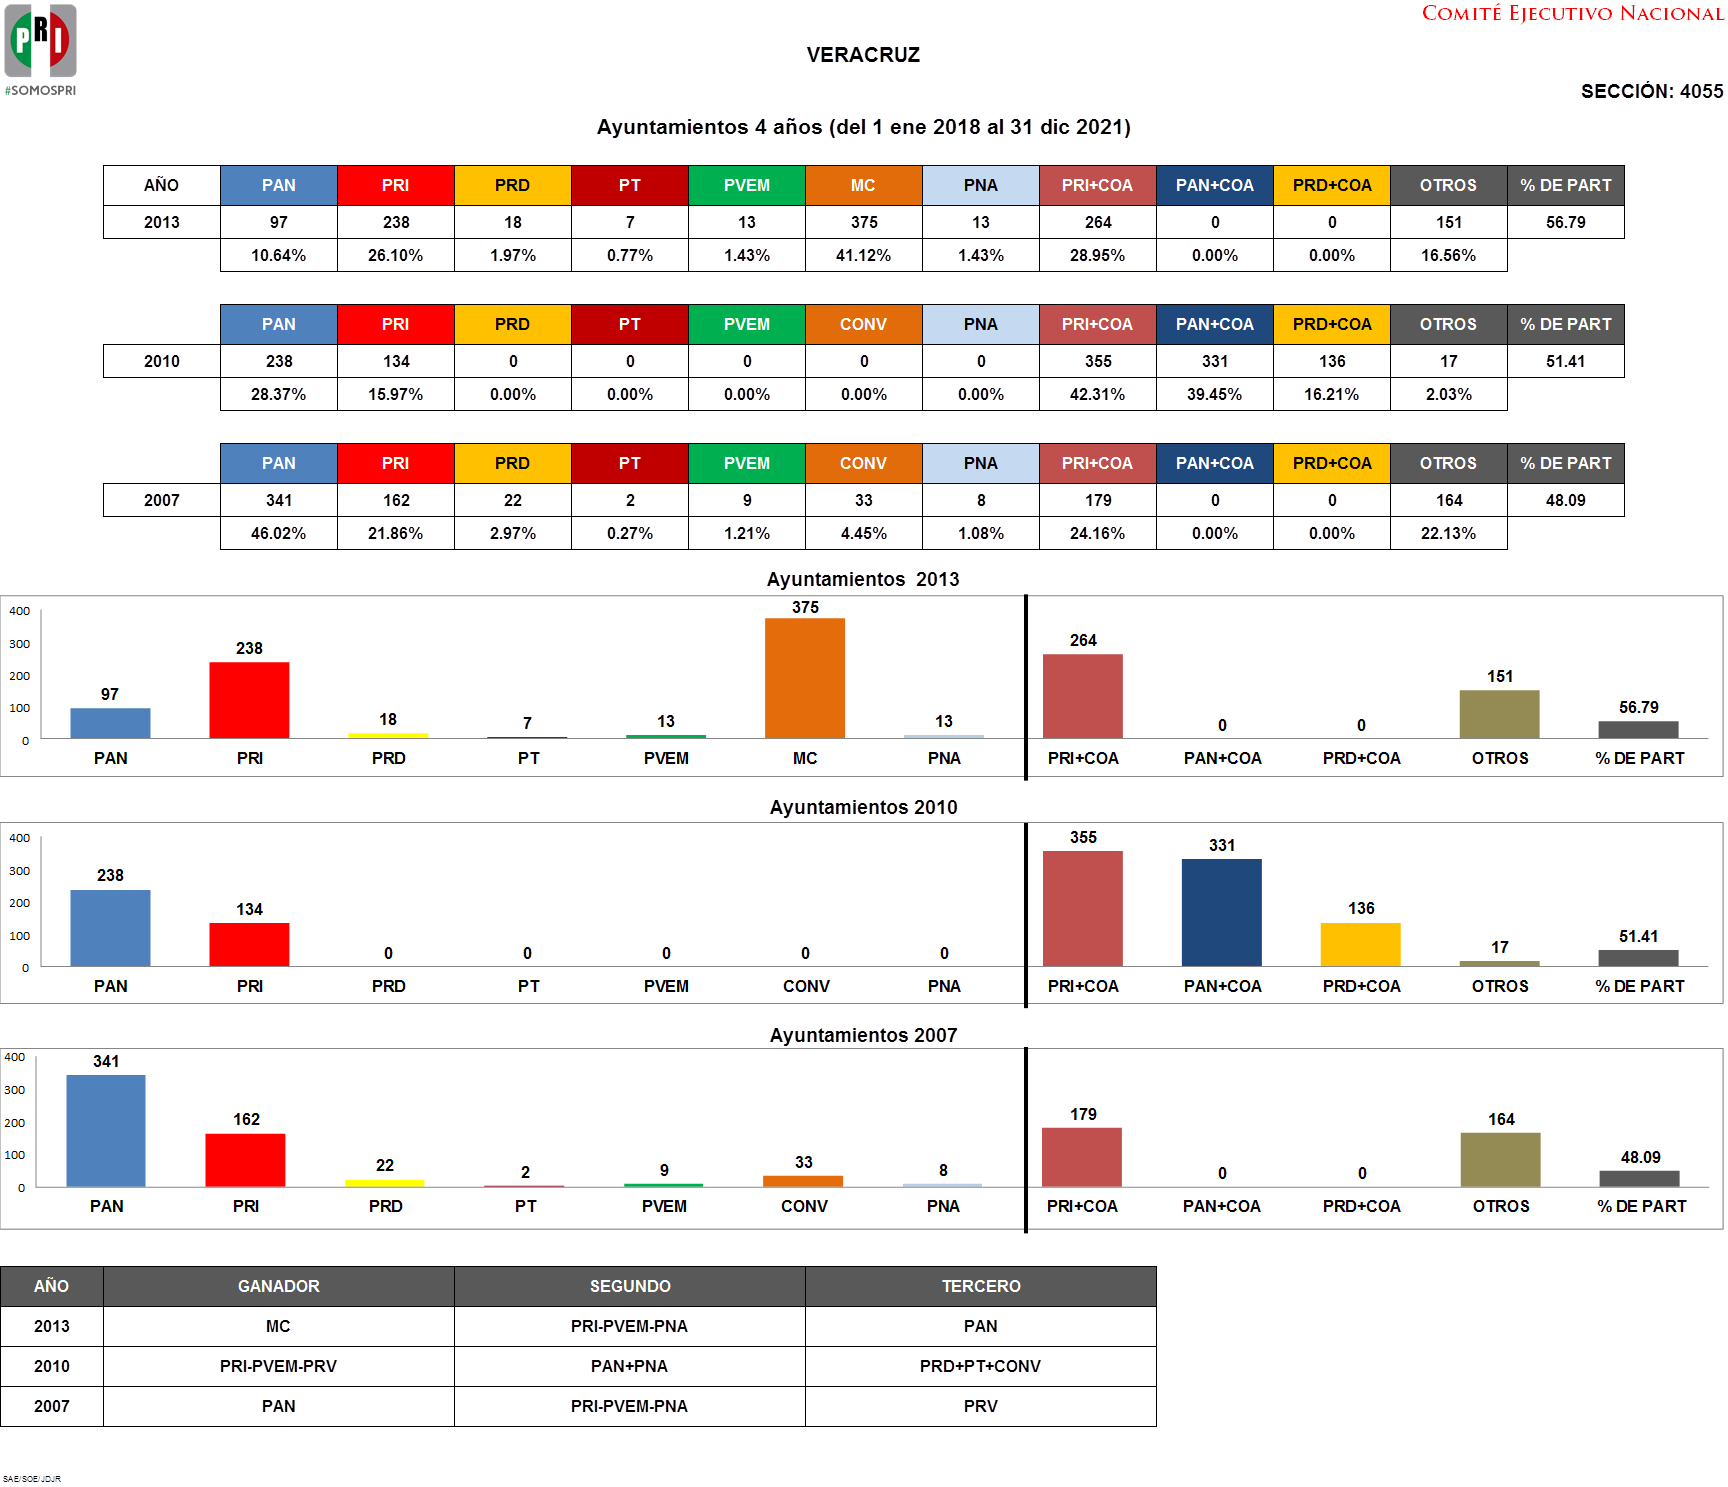 PRI
#SOMOSPRI
COMITÉ EJECUTIVO NACIONAL
VERACRUZ
SECCIÓN: 4055
Ayuntamientos 4 años (del 1 ene 2018 al 31 dic 2021)
AÑO PAN PRI PRD PT PVEM MC PNA PRI+COA PAN+COA PRD+COA OTROS % DE PART
2013 97 238 18 7 13 375 13 264 0 0 151 56.79
10.64% 26.10% 1.97% 0.77% 1.43% 41.12% 1.43% 28.95% 0.00% 0.00% 16.56%
PAN PRI PRD PT PVEM CONV PNA PRI+COA PAN+COA PRD+COA OTROS % DE PART
2010 238 134 0 0 0 0 0 355 331 136 17 51.41
28.37% 15.97% 0.00% 0.00% 0.00% 0.00% 0.00% 42.31% 39.45% 16.21% 2.03%
PAN PRI PRD PT PVEM CONV PNA PRI+COA PAN+COA PRD+COA OTROS % DE PART
2007 341 162 22 2 9 33 8 179 0 0 164 48.09
46.02% 21.86% 2.97% 0.27% 1.21% 4.45% 1.08% 24.16% 0.00% 0.00% 22.13%
Ayuntamientos 2013
400
300
200
100
0
97 238 18 7 13 375 13 264 0 0 151 56.79
PAN PRI PRD PT PVEM MC PNA PRI+COA PAN+COA PRD+COA OTROS % DE PART
Ayuntamientos 2010
400
300
200
100
0
238 134 0 0 0 0 0 355 331 136 17 51.41
PAN PRI PRD PT PVEM CONV PNA PRI+COA PAN+COA PRD+COA OTROS % DE PART
Ayuntamientos 2007
400
300
200
100
0
341 162 22 2 9 33 8 179 0 0 164 48.09
PAN PRI PRD PT PVEM CONV PNA PRI+COA PAN+COA PRD+COA OTROS % DE PART
AÑO GANADOR SEGUNDO TERCERO
2013 MC PRI-PVEM-PNA PAN
2010 PRI-PVEM-PRV PAN+PNA PRD+PT+CONV
2007 PAN PRI-PVEM-PNA PRV
SAE/SOE/JDJR